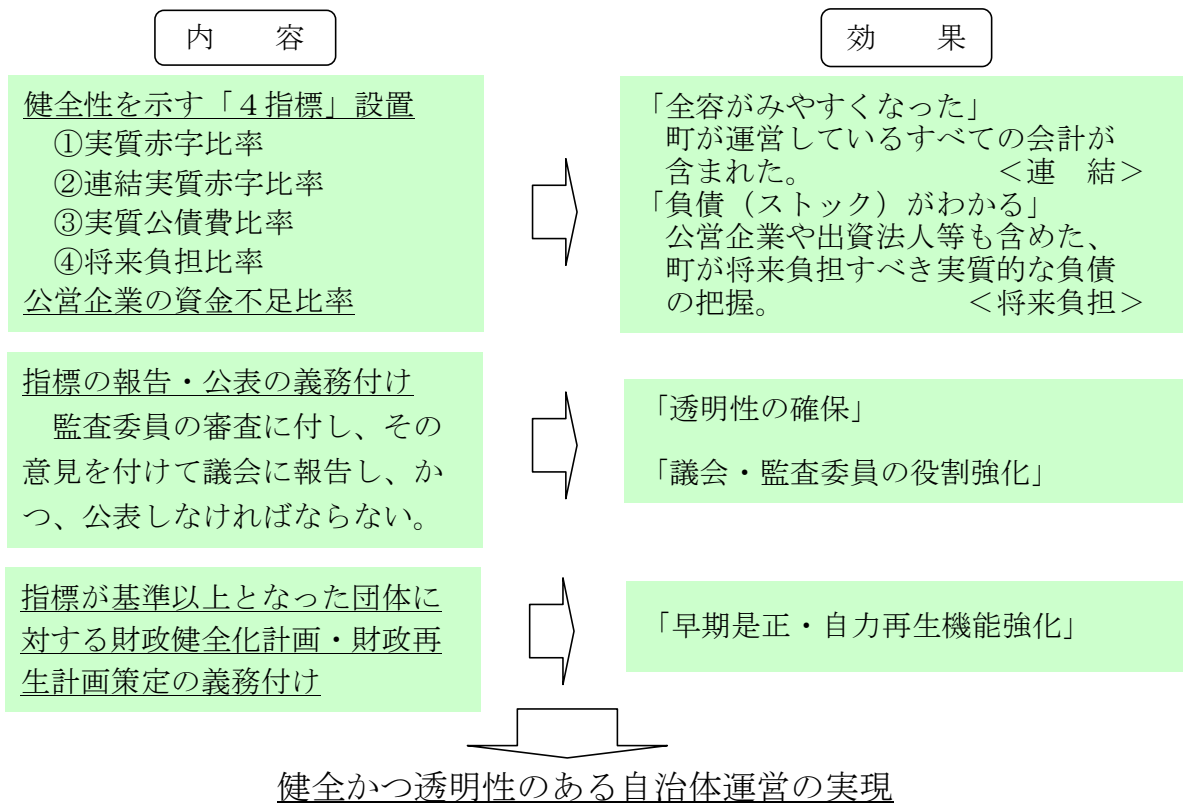 内　容
効　果
健全性を示す「４指標」設置
①実質赤字比率
②連結実質赤字比率
③実質公債費比率
④将来負担比率
公営企業の資金不足比率
「全容がみやすくなった」
町が運営しているすべての会計が
含まれた。　　　　　　＜連　結＞
「負債（ストック）がわかる」
公営企業や出資法人等も含めた、
町が将来負担すべき実質的な負債
の把握。　　　　　　＜将来負担＞
指標の報告・公表の義務付け
監査委員の審査に付し、その
意見を付けて議会に報告し、か
つ、公表しなければならない。
「透明性の確保」
「議会・監査委員の役割強化」
指標が基準以上となった団体に
対する財政健全化計画・財政再
生計画策定の義務付け
「早期是正・自力再生機能強化」
健全かつ透明性のある自治体運営の実現